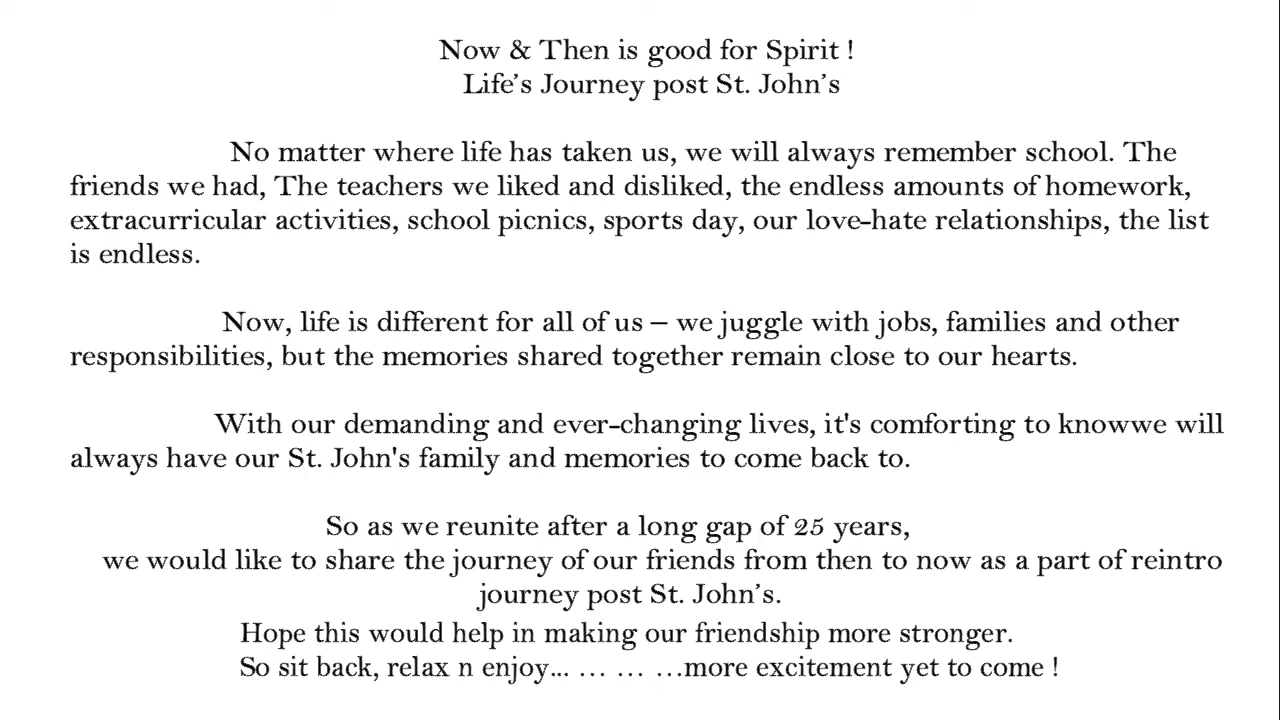 Now & Then is good for Spirit !
Life’s Journey post St. John’s
No matter where life has taken us, we will always remember school. The
friends we had, The teachers we liked and disliked, the endless amounts of homework,
extracurricular activities, school picnics, sports day, our love-hate relationships, the list
is endless.
Now, life is different for all of us – we juggle with jobs, families and other
responsibilities, but the memories shared together remain close to our hearts.
With our demanding and ever-changing lives, it's comforting to knowwe will
always have our St. John's family and memories to come back to.
So as we reunite after a long gap of 25 years,
we would like to share the journey of our friends from then to now as a part of reintro
journey post St. John’s.
Hope this would help in making our friendship more stronger.
So sit back, relax n enjoy... … … …more excitement yet to come !